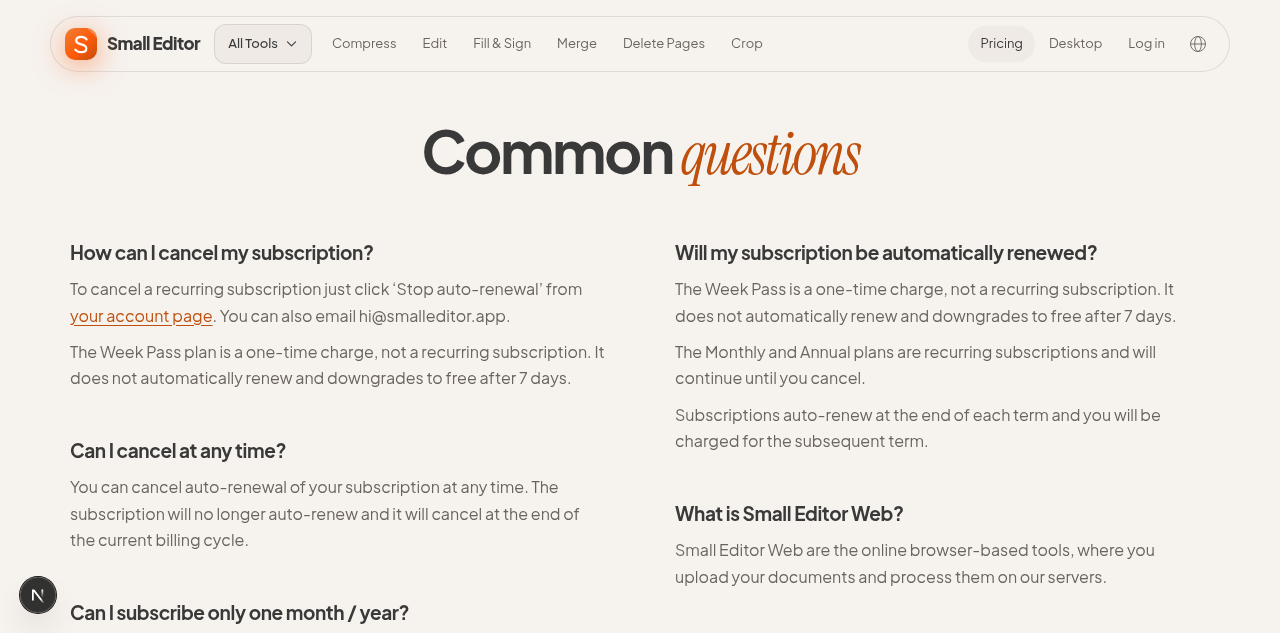 S Small Editor
All Tools
Compress
Edit
Fill & Sign
Merge
Delete Pages
Crop
Pricing
Desktop
Log in
Common questions
How can I cancel my subscription?
To cancel a recurring subscription just click ‘Stop auto-renewal’ from
your account page. You can also email hi@smalleditor.app.
The Week Pass plan is a one-time charge, not a recurring subscription. It
does not automatically renew and downgrades to free after 7 days.
Can I cancel at any time?
You can cancel auto-renewal of your subscription at any time. The
subscription will no longer auto-renew and it will cancel at the end of
the current billing cycle.
Can I subscribe only one month / year?
Will my subscription be automatically renewed?
The Week Pass is a one-time charge, not a recurring subscription. It
does not automatically renew and downgrades to free after 7 days.
The Monthly and Annual plans are recurring subscriptions and will
continue until you cancel.
Subscriptions auto-renew at the end of each term and you will be
charged for the subsequent term.
What is Small Editor Web?
Small Editor Web are the online browser-based tools, where you
upload your documents and process them on our servers.
N